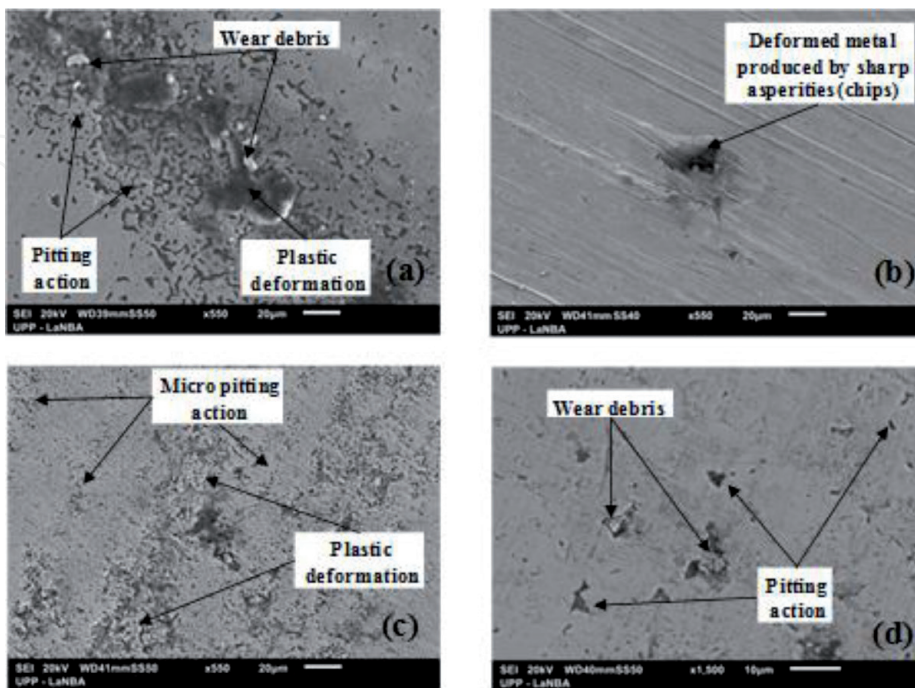 Wear debris
Pitting
action
Plastic
deformation
(a)
SEI 20kV WD39mmSS50 x550 20µm
UPP - LaNBA
Deformed metal
produced by sharp
asperities (chips)
(b)
SEI 20kV WD41mmSS40 x550 20µm
UPP - LaNBA
Micro pitting
action
Plastic
deformation
(c)
SEI 20kV WD41mmSS50 x550 20µm
UPP - LaNBA
Wear debris
Pitting
action
(d)
SEI 20kV WD40mmSS50 x1,500 10µm
UPP - LaNBA